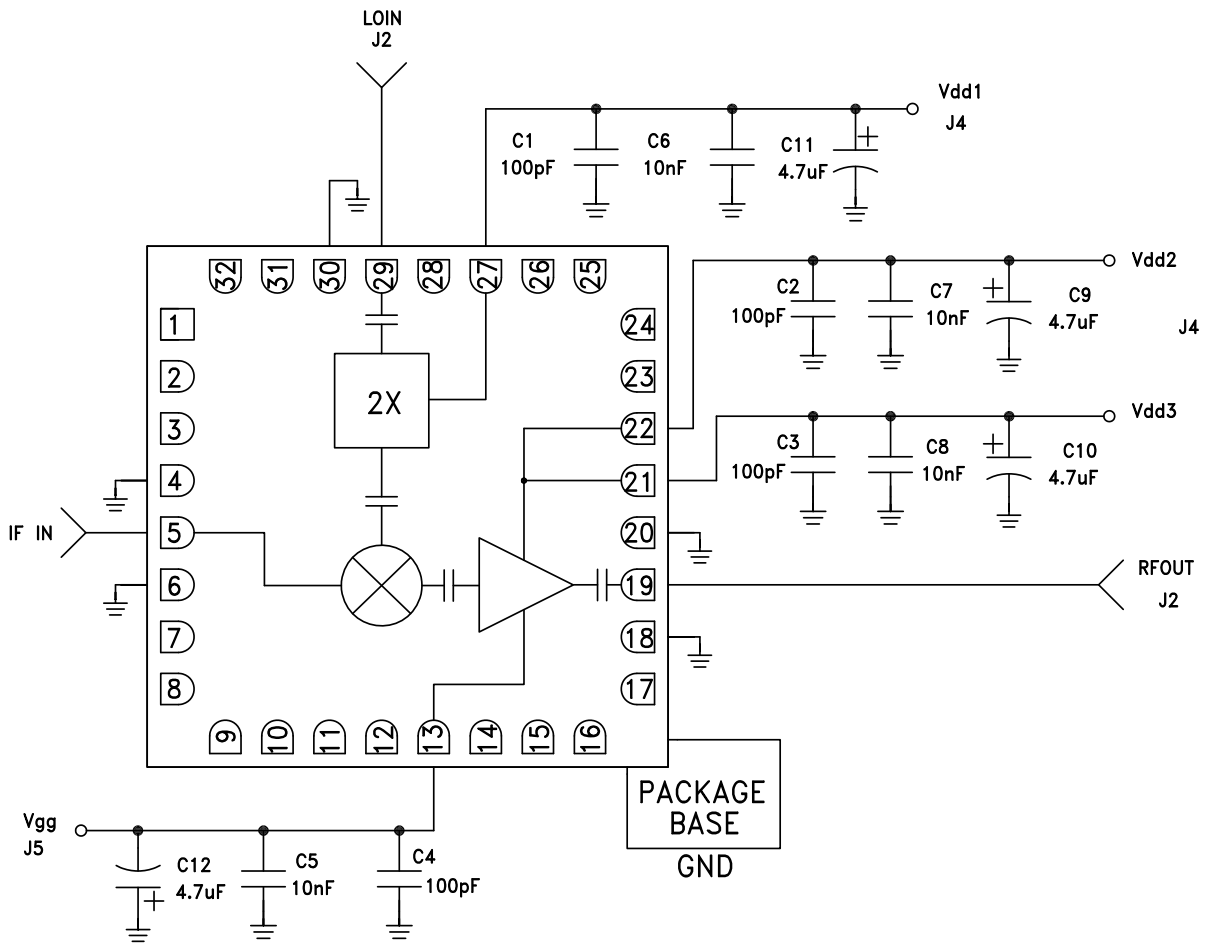 LOIN
J2
Vdd1
J4
C1
100pF
C6
10nF
C11
4.7uF
32
31
30
29
28
27
26
25
Vdd2
C2
100pF
C7
10nF
C9
4.7uF
J4
1
2
3
4
5
6
7
8
2X
24
23
22
21
20
19
18
17
Vdd3
C3
100pF
C8
10nF
C10
4.7uF
IF IN
RFOUT
J2
9
10
11
12
13
14
15
16
PACKAGE
BASE
GND
Vgg
J5
C12
4.7uF
C5
10nF
C4
100pF